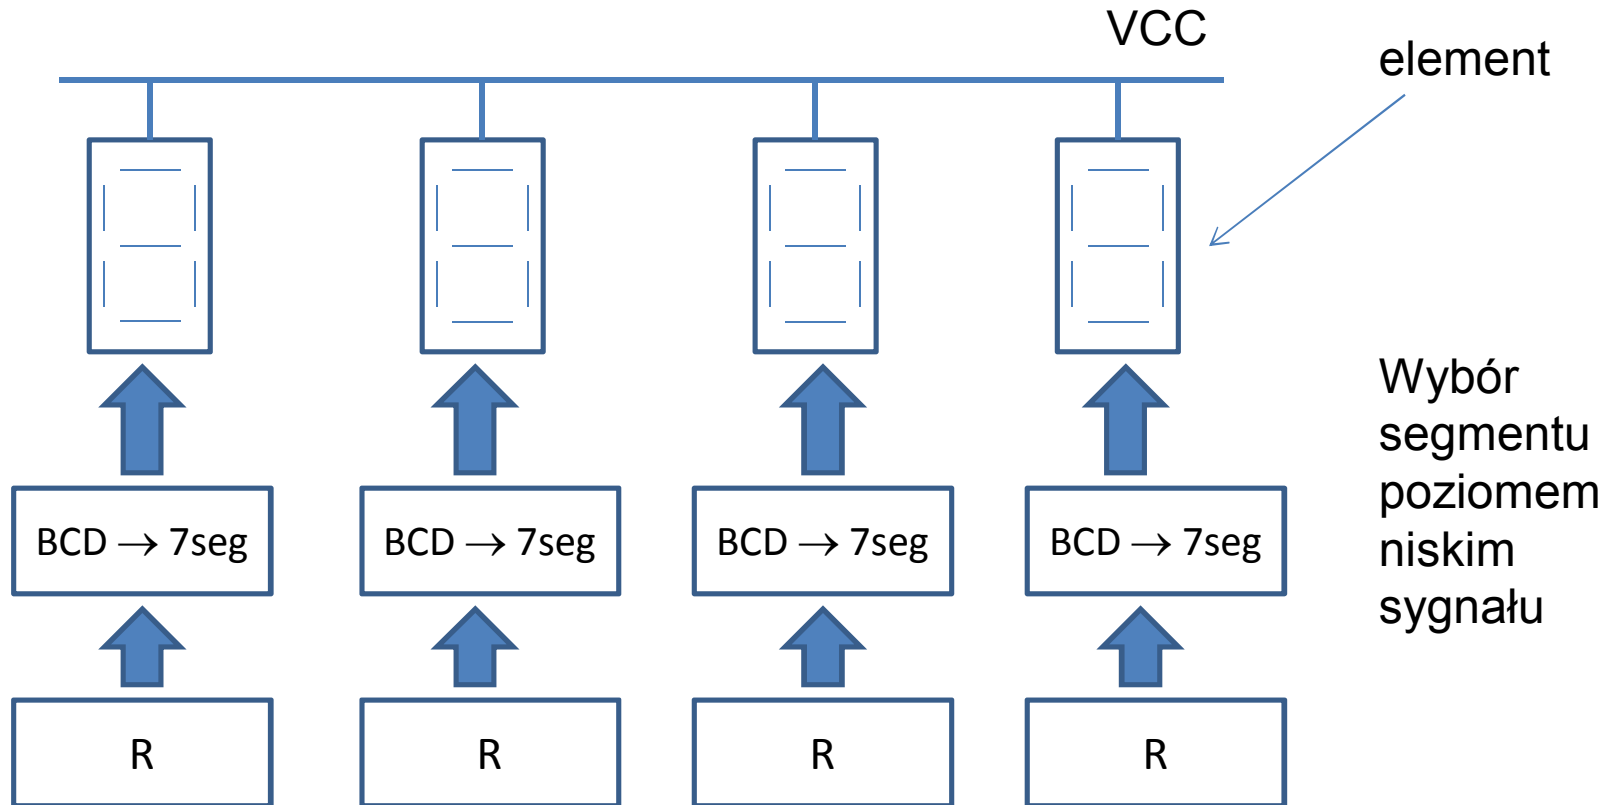 VCC
element
Wybór
segmentu
poziomem
niskim
sygnału
BCD → 7seg
BCD → 7seg
BCD → 7seg
BCD → 7seg
R
R
R
R